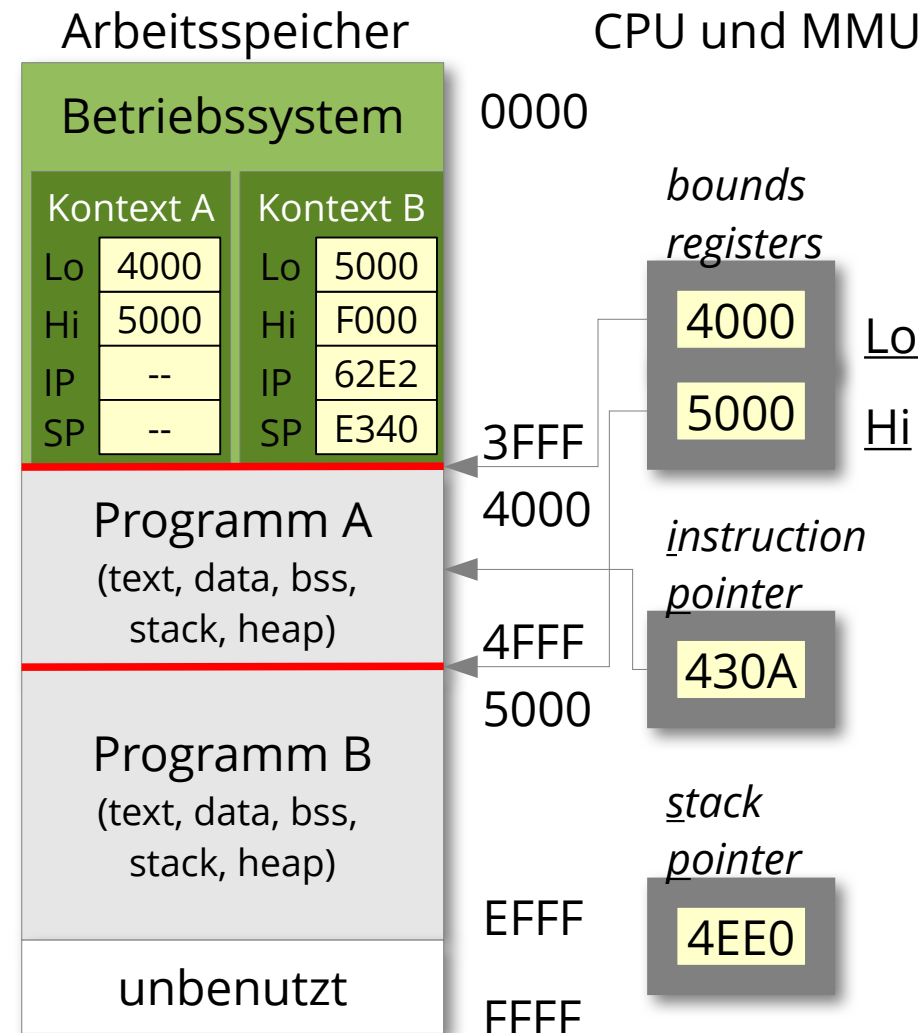 Arbeitsspeicher
CPU und MMU
Betriebssystem
0000
Kontext A
Lo 4000
Hi 5000
IP --
SP --
Kontext B
Lo 5000
Hi F000
IP 62E2
SP E340
3FFF
Programm A
(text, data, bss,
stack, heap)
4000
4FFF
Programm B
(text, data, bss,
stack, heap)
5000
EFFF
unbenutzt
FFFF
bounds
registers
4000 Lo
5000 Hi
instruction
pointer
430A
stack
pointer
4EE0